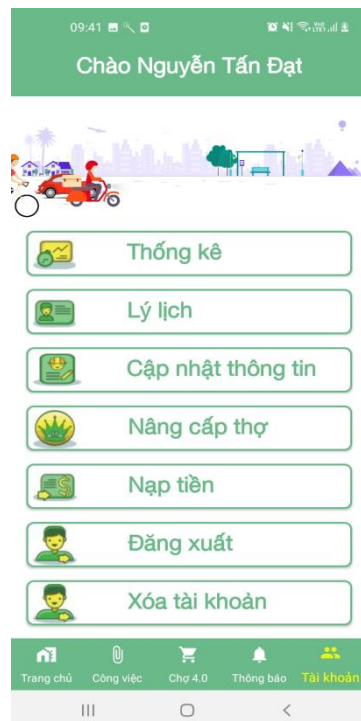 09:41
Chào Nguyễn Tấn Đạt
Thống kê
Lý lịch
Cập nhật thông tin
Nâng cấp thợ
Nạp tiền
Đăng xuất
Xóa tài khoản
Trang chủ Công việc Chợ 4.0 Thông báo Tài khoản